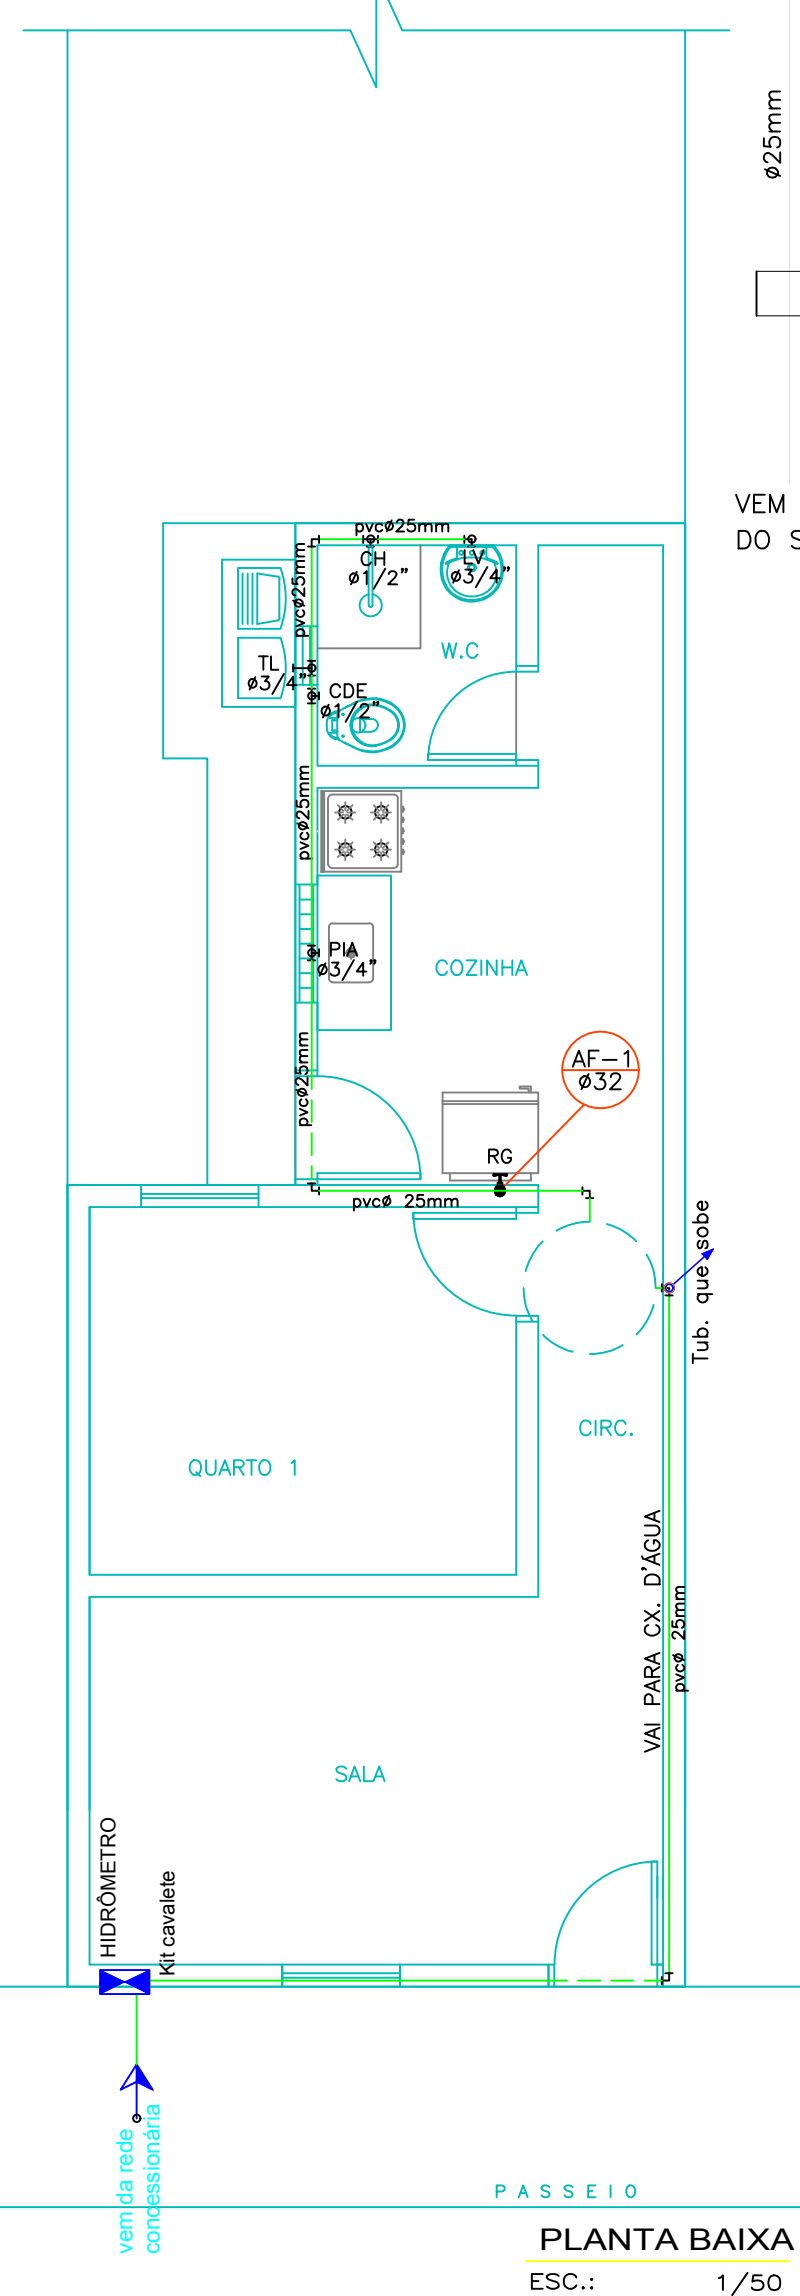 ø25mm
VEM
DO S
pvcø25mm
pvcø25mm
CH
ø1/2"
LV
ø3/4"
W.C
TL
ø3/4"
CDE
ø1/2"
pvcø25mm
PIA
ø3/4"
COZINHA
pvcø25mm
AF-1
ø32
RG
pvcø 25mm
Tub. que sobe
CIRC.
QUARTO 1
VAI PARA CX. D'ÁGUA
pvcø 25mm
SALA
HIDRÔMETRO
Kit cavalete
vem da rede
concessionária
PASSEIO
PLANTA BAIXA
ESC.: 1/50